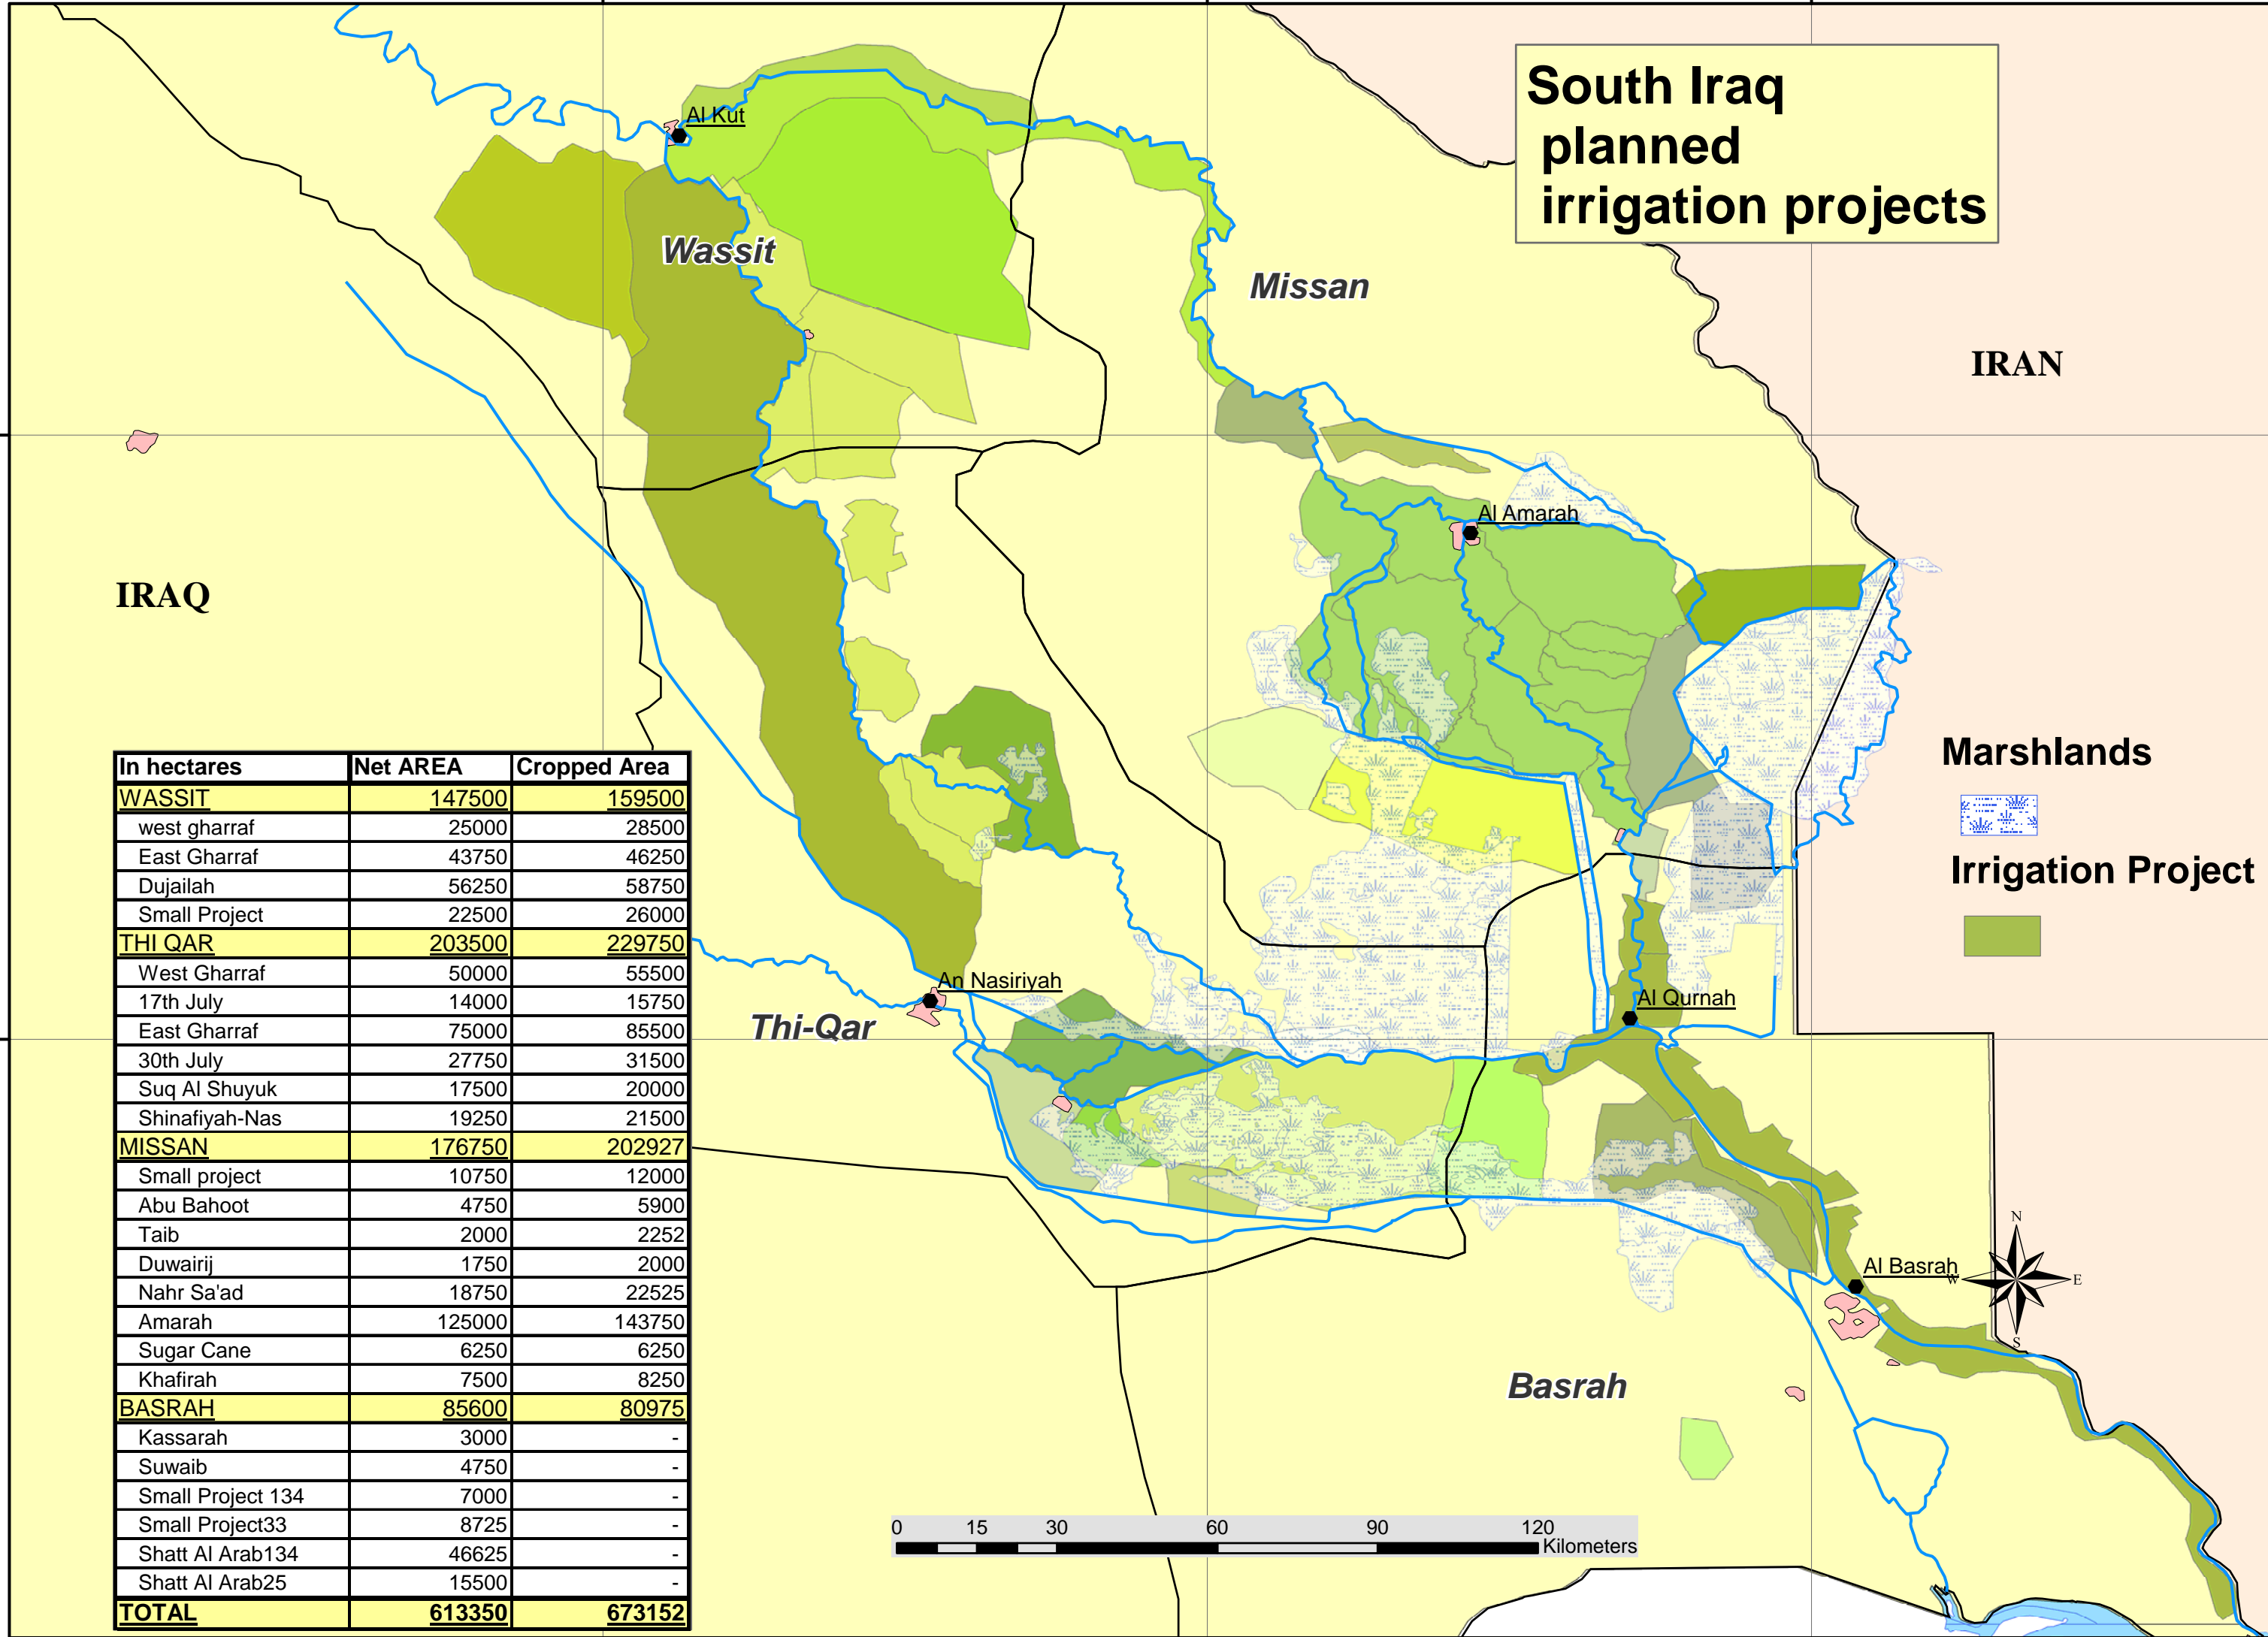 South Iraq
planned
irrigation projects
Al Kut
Wassit
Missan
IRAN
Al Amarah
IRAQ
Marshlands
Irrigation Project
An Nasiriyah
Al Qurnah
Thi-Qar
N
W E
S
Al Basrah
Basrah
In hectares Net AREA Cropped Area
WASSIT 147500 159500
west gharraf 25000 28500
East Gharraf 43750 46250
Dujailah 56250 58750
Small Project 22500 26000
THI QAR 203500 229750
West Gharraf 50000 55500
17th July 14000 15750
East Gharraf 75000 85500
30th July 27750 31500
Suq Al Shuyuk 17500 20000
Shinafiyah-Nas 19250 21500
MISSAN 176750 202927
Small project 10750 12000
Abu Bahoot 4750 5900
Taib 2000 2252
Duwairij 1750 2000
Nahr Sa'ad 18750 22525
Amarah 125000 143750
Sugar Cane 6250 6250
Khafirah 7500 8250
BASRAH 85600 80975
Kassarah 3000 -
Suwaib 4750 -
Small Project 134 7000 -
Small Project33 8725 -
Shatt Al Arab134 46625 -
Shatt Al Arab25 15500 -
TOTAL 613350 673152
0 15 30 60 90 120
Kilometers